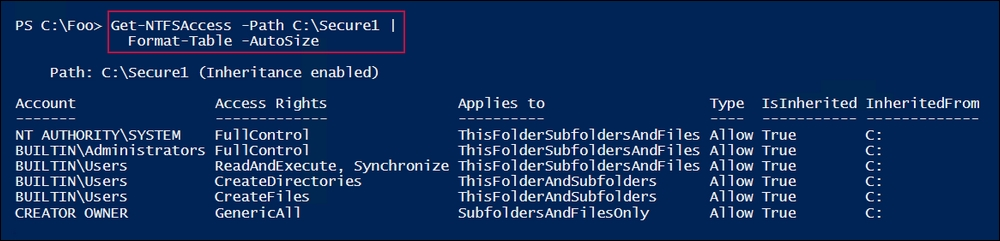 PS C:\Foo> Get-NTFSAccess -Path C:\Secure1 |
Format-Table -AutoSize
Path: C:\Secure1 (Inheritance enabled)
Account Access Rights Applies to Type IsInherited InheritedFrom
------- ------------- ---------- ---- ----------- -------------
NT AUTHORITY\SYSTEM FullControl ThisFolderSubfoldersAndFiles Allow True C:
BUILTIN\Administrators FullControl ThisFolderSubfoldersAndFiles Allow True C:
BUILTIN\Users ReadAndExecute, Synchronize ThisFolderSubfoldersAndFiles Allow True C:
BUILTIN\Users CreateDirectories ThisFolderAndSubfolders Allow True C:
BUILTIN\Users CreateFiles ThisFolderAndSubfolders Allow True C:
CREATOR OWNER GenericAll SubfoldersAndFilesOnly Allow True C: